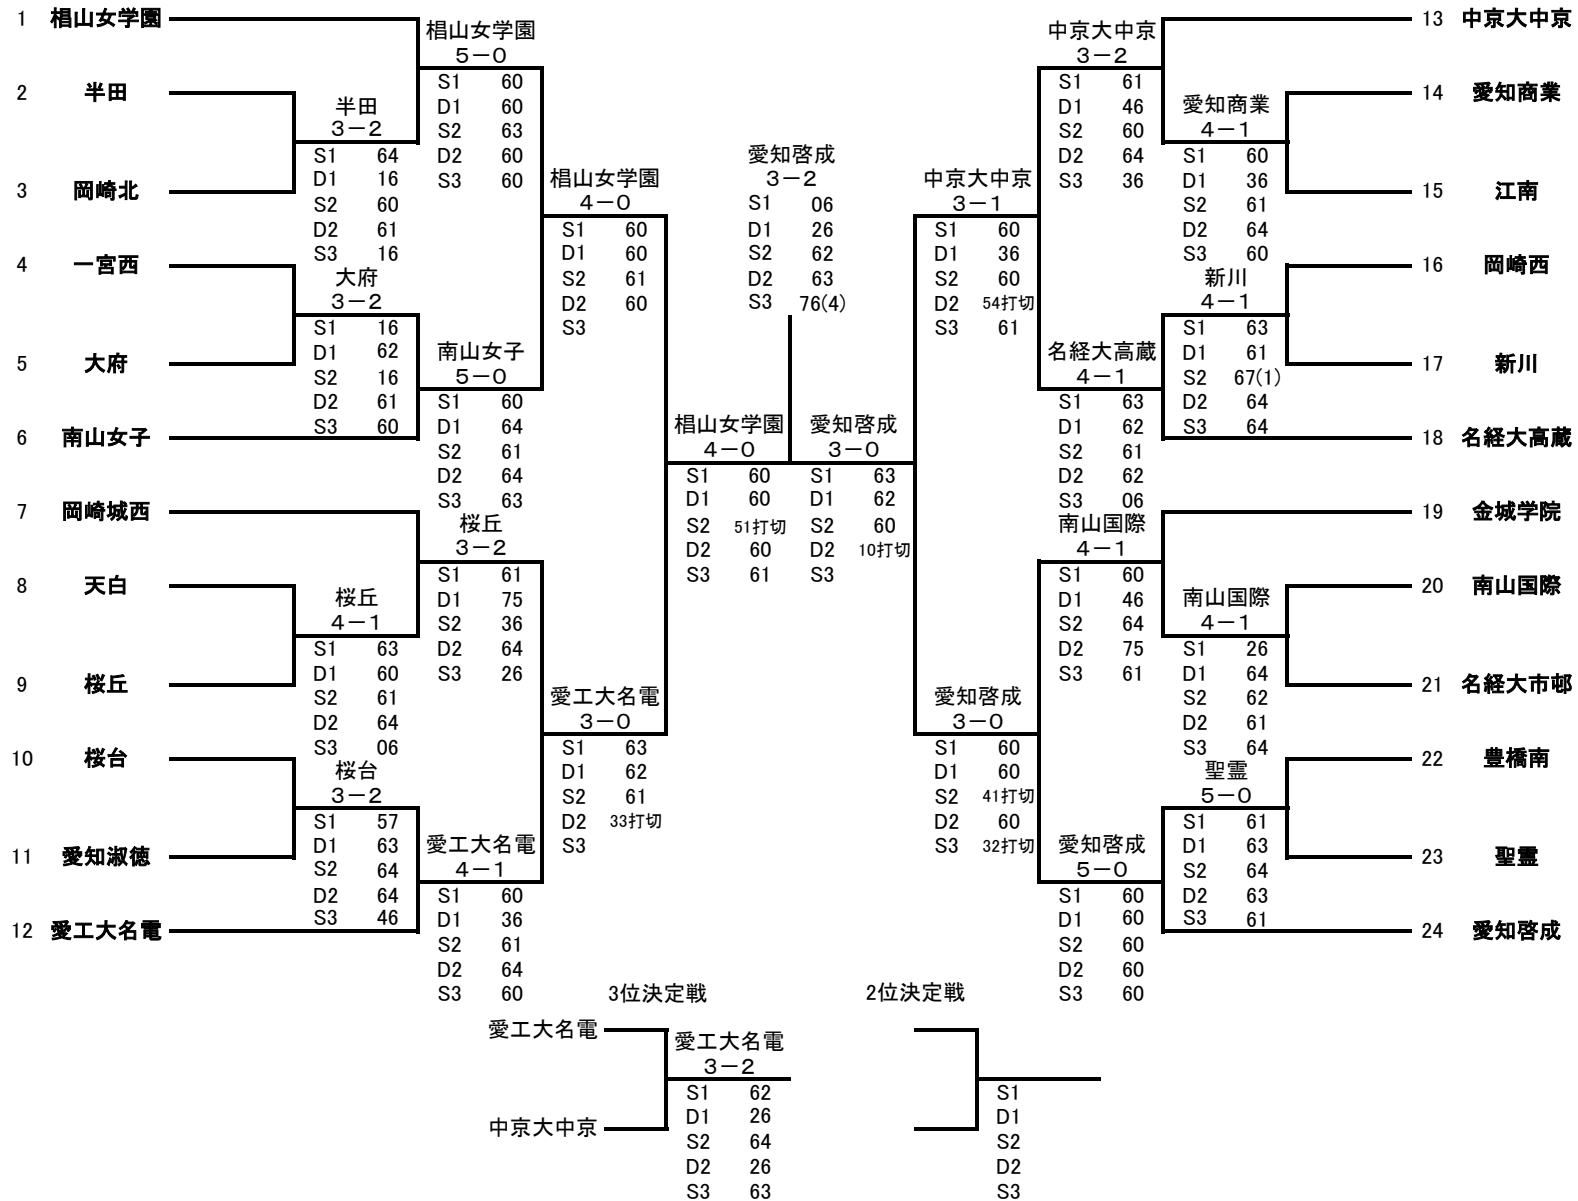 1 椙山女学園
2 半田
3 岡崎北
4 一宮西
5 大府
6 南山女子
7 岡崎城西
8 天白
9 桜丘
10 桜台
11 愛知淑徳
12 愛工大名電
半田
3－2
S1 64
D1 16
S2 60
D2 61
S3 16
大府
3－2
S1 16
D1 62
S2 16
D2 61
S3 60
桜丘
4－1
S1 63
D1 60
S2 61
D2 64
S3 06
桜台
3－2
S1 57
D1 63
S2 64
D2 64
S3 46
椙山女学園
5－0
S1 60
D1 60
S2 63
D2 60
S3 60
南山女子
5－0
S1 60
D1 64
S2 61
D2 64
S3 63
桜丘
3－2
S1 61
D1 75
S2 36
D2 64
S3 26
愛工大名電
4－1
S1 60
D1 36
S2 61
D2 64
S3 60
椙山女学園
4－0
S1 60
D1 60
S2 61
D2 60
S3
愛工大名電
3－0
S1 63
D1 62
S2 61
D2 33打切
S3
椙山女学園
4－0
S1 60
D1 60
S2 51打切
D2 60
S3 61
愛知啓成
3－2
S1 06
D1 26
S2 62
D2 63
S3 76(4)
愛知啓成
3－0
S1 63
D1 62
S2 60
D2 10打切
S3
中京大中京
3－1
S1 60
D1 36
S2 60
D2 54打切
S3 61
愛知啓成
3－0
S1 60
D1 60
S2 41打切
D2 60
S3 32打切
中京大中京
3－2
S1 61
D1 46
S2 60
D2 64
S3 36
名経大高蔵
4－1
S1 63
D1 62
S2 61
D2 62
S3 06
南山国際
4－1
S1 60
D1 46
S2 64
D2 75
S3 61
愛知啓成
5－0
S1 60
D1 60
S2 60
D2 60
S3 60
愛知商業
4－1
S1 60
D1 36
S2 61
D2 64
S3 60
新川
4－1
S1 63
D1 61
S2 67(1)
D2 64
S3 64
南山国際
4－1
S1 26
D1 64
S2 62
D2 61
S3 64
聖霊
5－0
S1 61
D1 63
S2 64
D2 63
S3 61
13 中京大中京
14 愛知商業
15 江南
16 岡崎西
17 新川
18 名経大高蔵
19 金城学院
20 南山国際
21 名経大市邨
22 豊橋南
23 聖霊
24 愛知啓成
3位決定戦
愛工大名電
中京大中京
愛工大名電
3－2
S1 62
D1 26
S2 64
D2 26
S3 63
2位決定戦
S1
D1
S2
D2
S3